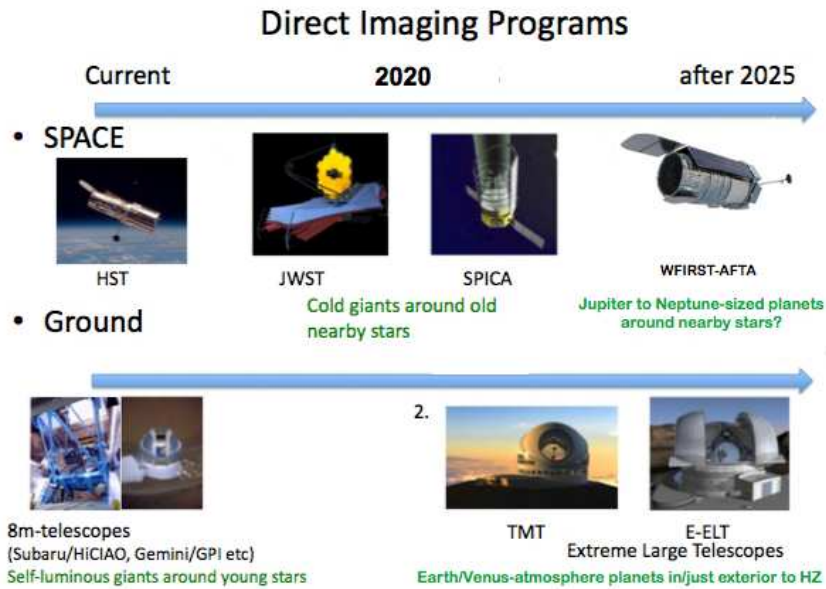 Direct Imaging Programs
Current 2020 after 2025
• SPACE
HST JWST SPICA WFIRST-AFTA
Cold giants around old
nearby stars
Jupiter to Neptune-sized planets
around nearby stars?
• Ground
2.
8m-telescopes
(Subaru/HiCIAO, Gemini/GPI etc)
Self-luminous giants around young stars
TMT E-ELT
Extreme Large Telescopes
Earth/Venus-atmosphere planets in/just exterior to HZ